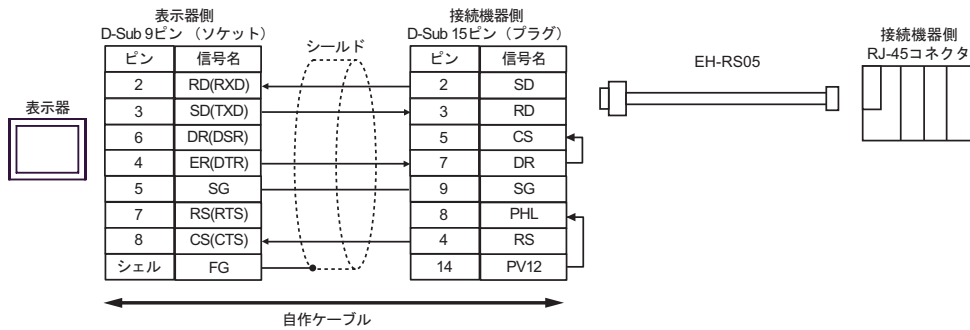 表示器側
D-Sub 9ピン （ソケット）
シールド
接続機器側
D-Sub 15ピン（プラグ）
EH-RS05
接続機器側
RJ-45コネクタ
表示器
ピン 信号名 ピン 信号名
2 RD(RXD) 2 SD
3 SD(TXD) 3 RD
6 DR(DSR) 5 CS
4 ER(DTR) 7 DR
5 SG 9 SG
7 RS(RTS) 8 PHL
8 CS(CTS) 4 RS
シェル FG 14 PV12
自作ケーブル